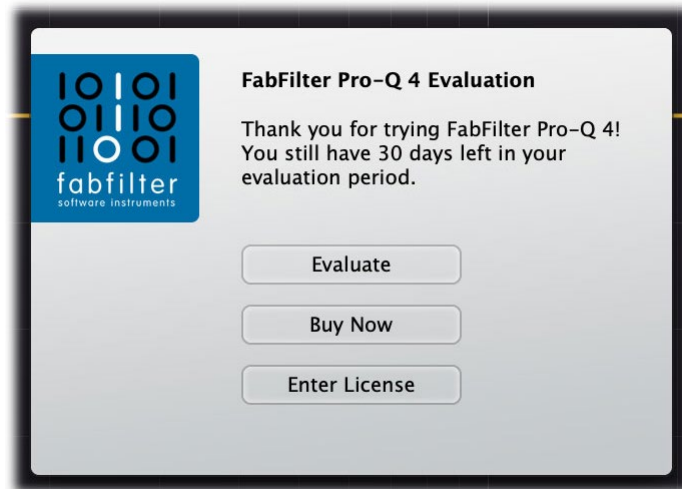 IOIOI
OIIIO
IIOOI
fabfilter
software instruments
FabFilter Pro-Q 4 Evaluation
Thank you for trying FabFilter Pro-Q 4!
You still have 30 days left in your
evaluation period.
Evaluate
Buy Now
Enter License